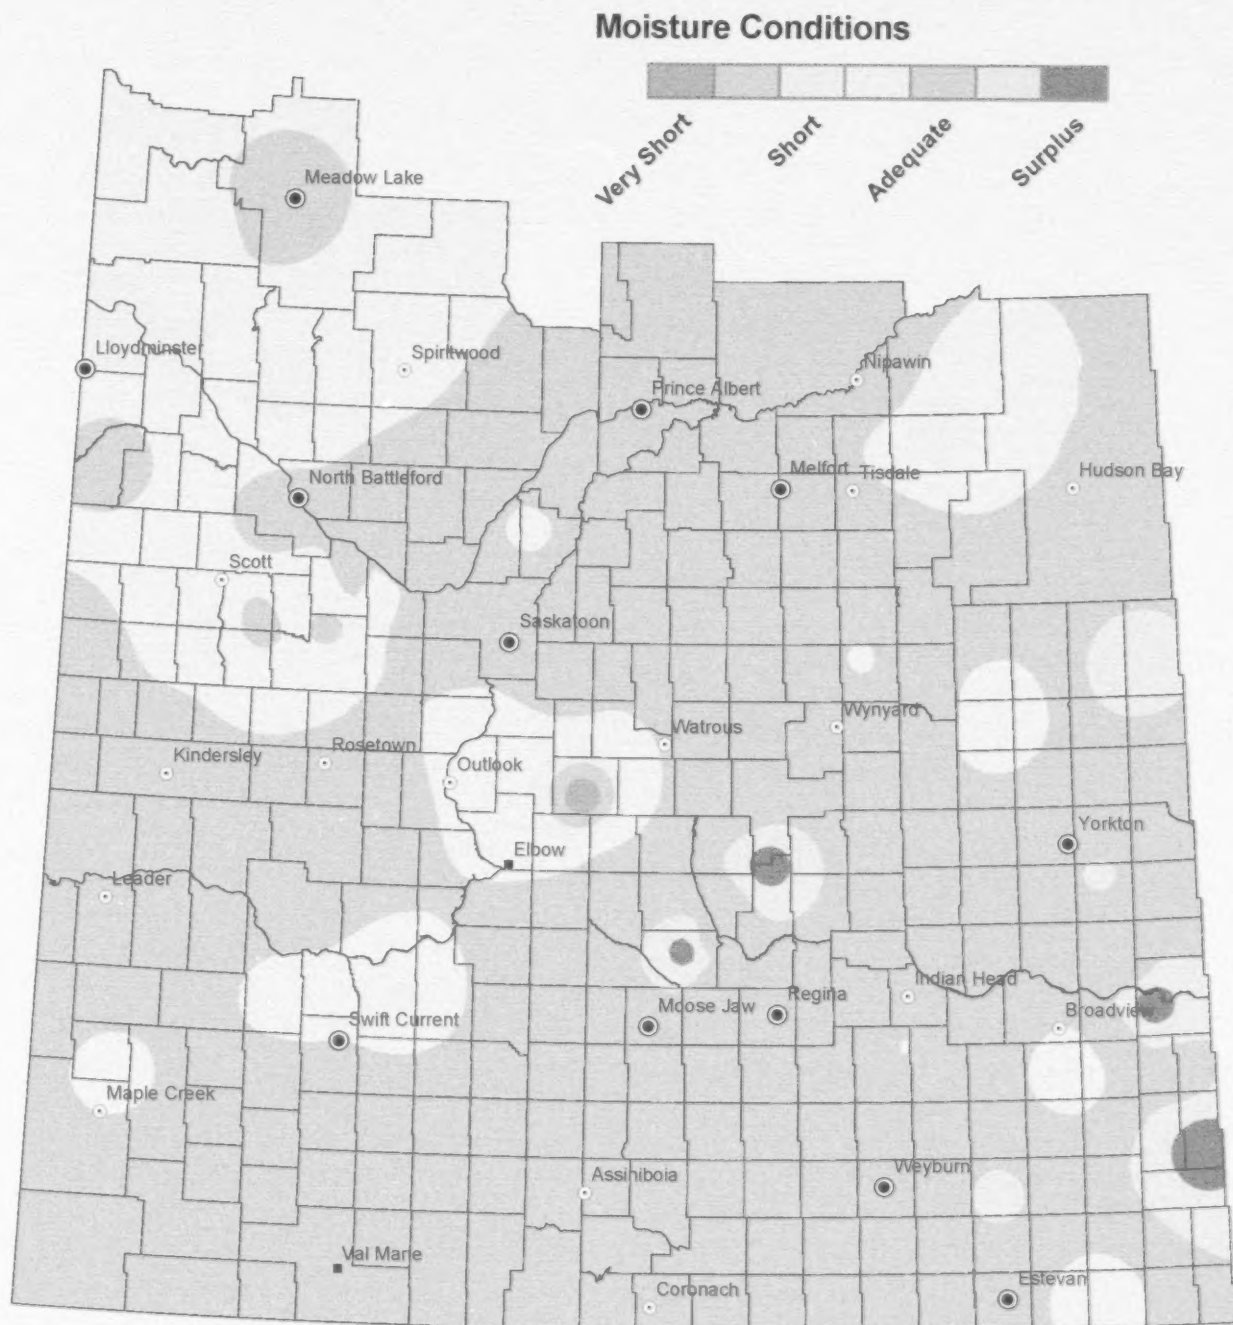 Moisture Conditions
Very Short
Short
Adequate
Surplus
Meadow Lake
Lloydminster
Spiritwood
Nipawin
Prince Albert
North Battleford
Melfort
Tisdale
Hudson Bay
Scott
Saskatoon
Wynyard
Watrous
Rosetown
Kindersley
Outlook
Yorkton
Elbow
Leader
Indian Head
Regina
Moose Jaw
Broadview
Swift Current
Maple Creek
Assiniboia
Weyburn
Val Marie
Coronach
Estevan